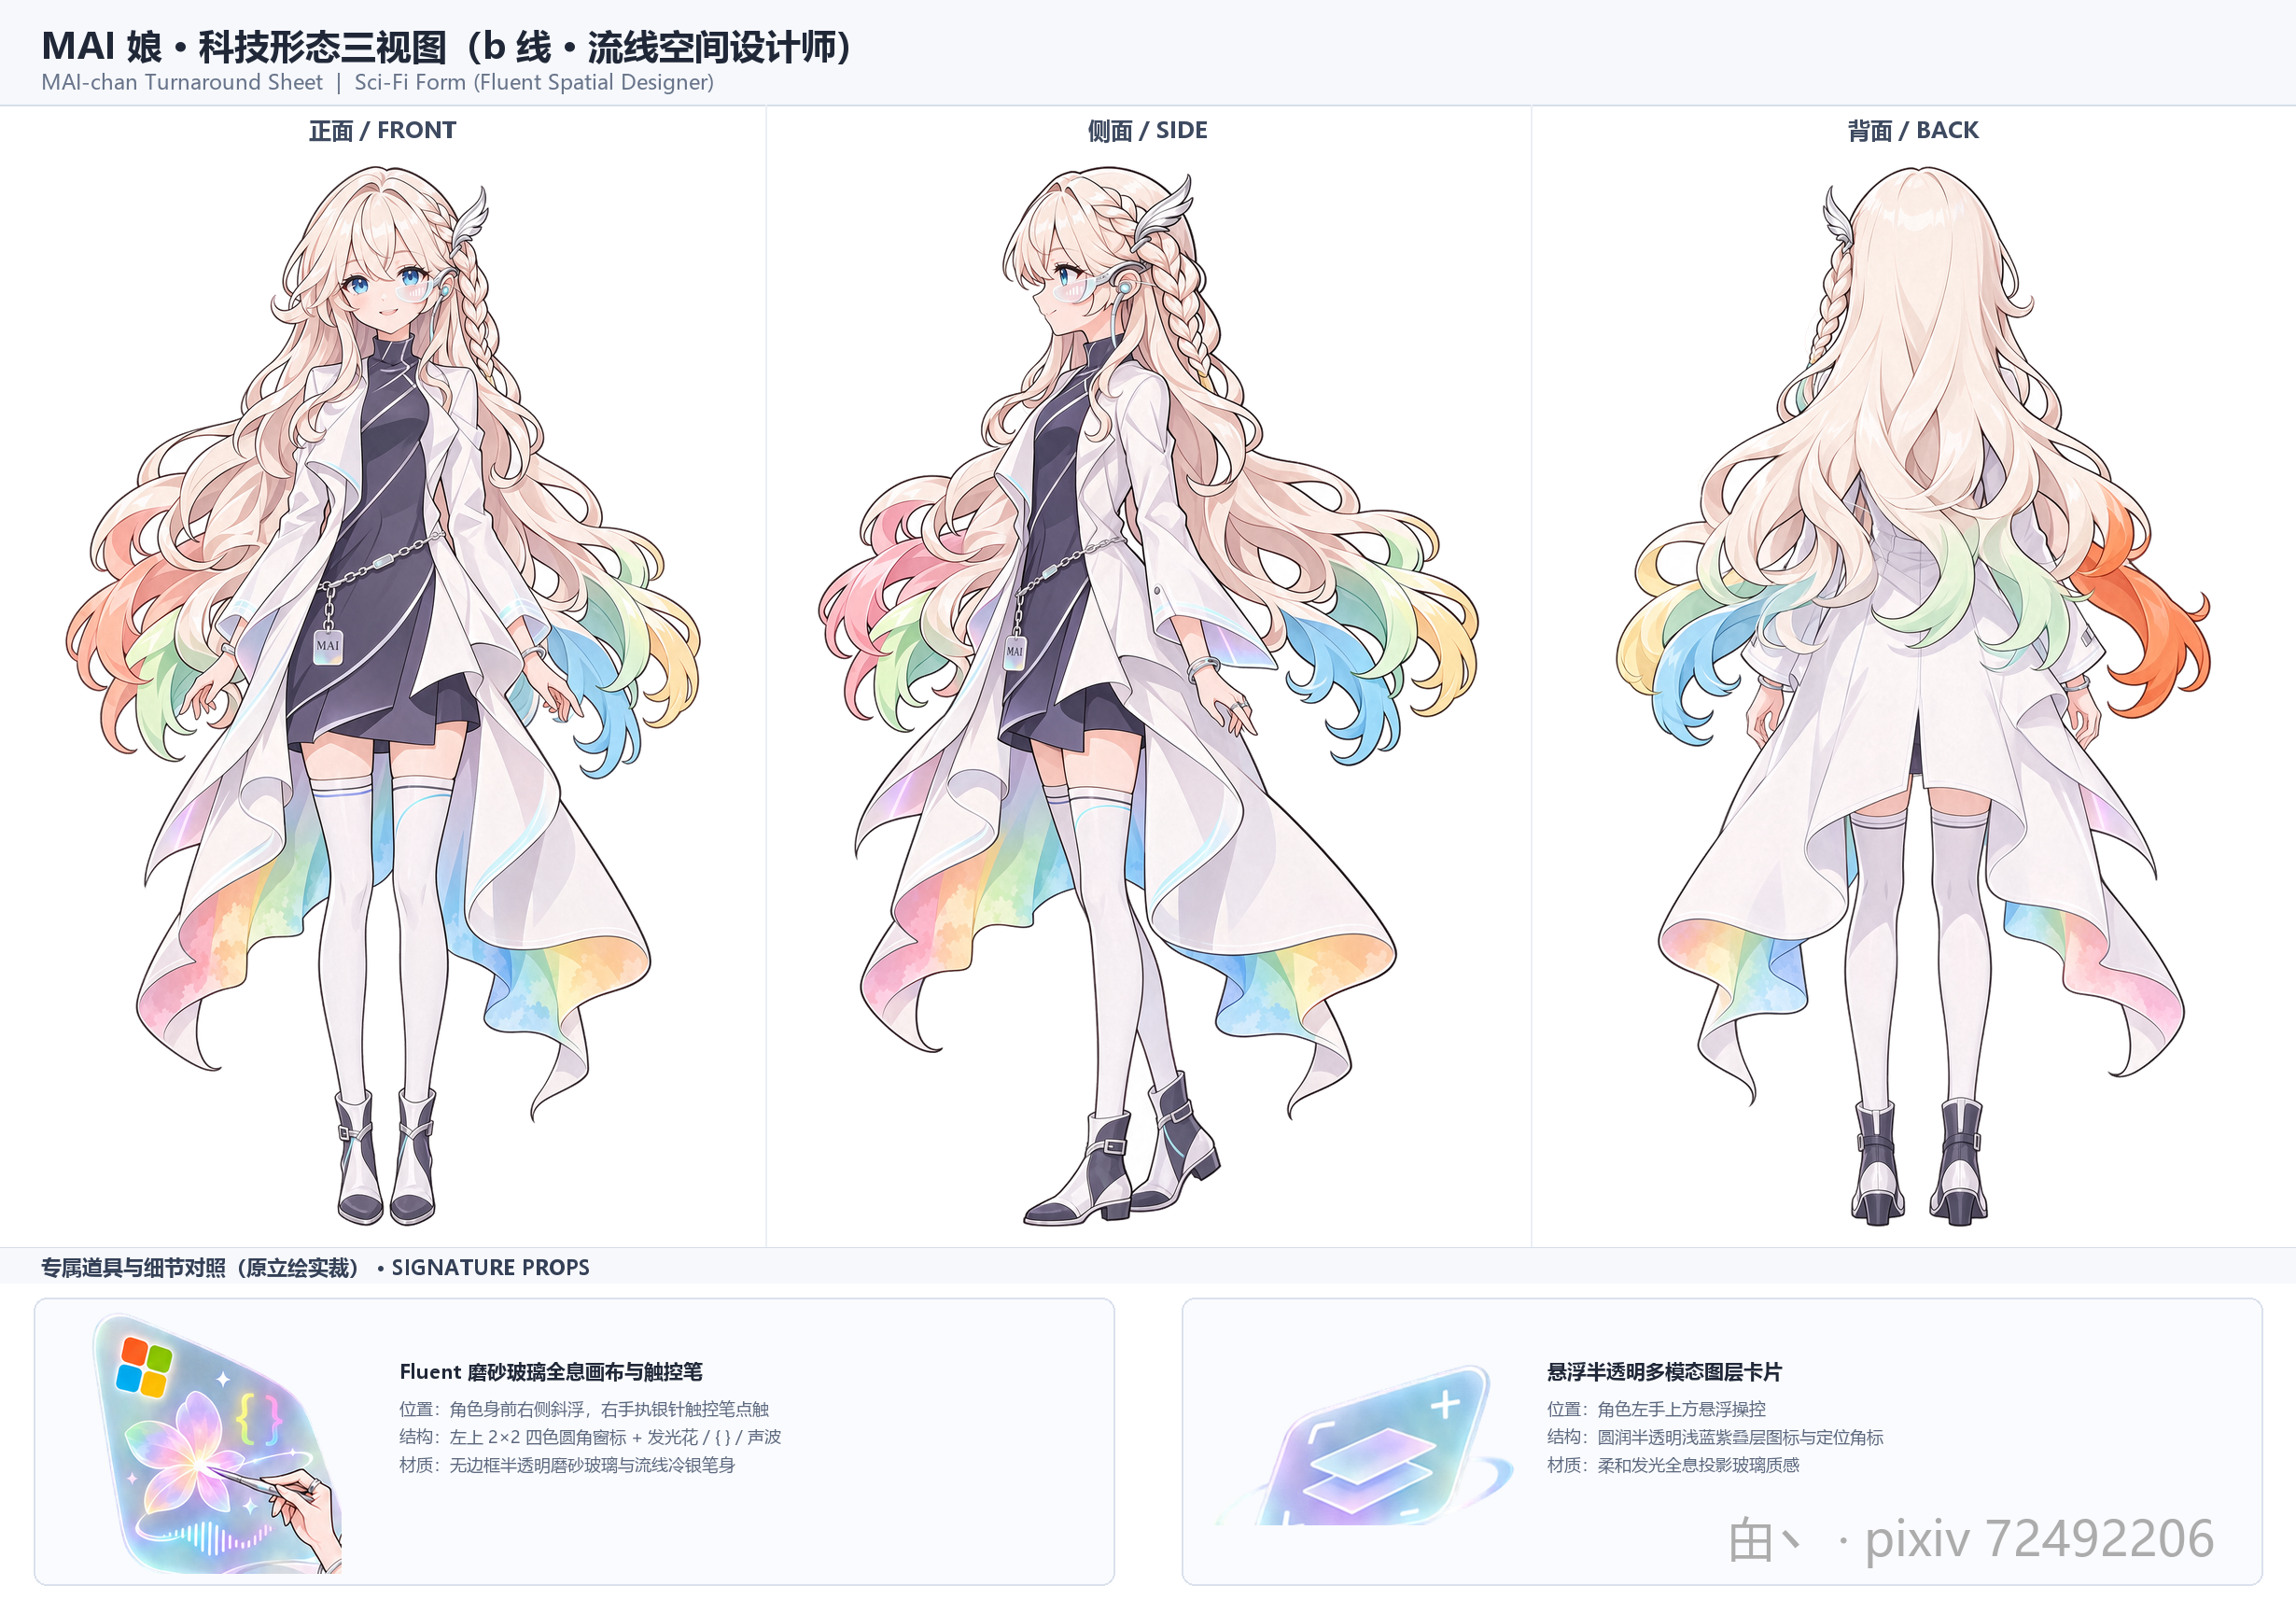 MAI 娘 • 科技形态三视图（b 线 • 流线空间设计师）
MAI-chan Turnaround Sheet | Sci-Fi Form (Fluent Spatial Designer)
正面 / FRONT
侧面 / SIDE
背面 / BACK
MAI
MAI
专属道具与细节对照（原立绘实裁） • SIGNATURE PROPS
Fluent 磨砂玻璃全息画布与触控笔
位置：角色身前右侧斜浮，右手执银针触控笔点触
结构：左上 2×2 四色圆角窗标 + 发光花 / { } / 声波
材质：无边框半透明磨砂玻璃与流线冷银笔身
{ }
悬浮半透明多模态图层卡片
位置：角色左手上方悬浮操控
结构：圆润半透明浅蓝紫叠层图标与定位角标
材质：柔和发光全息投影玻璃质感
甶丶 · pixiv 72492206